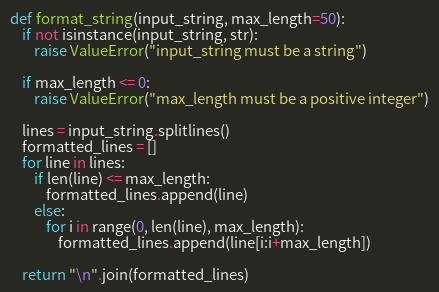 def format_string(input_string, max_length=50):
    if not isinstance(input_string, str):
        raise ValueError("input_string must be a string")

    if max_length <= 0:
        raise ValueError("max_length must be a positive integer")

    lines = input_string.splitlines()
    formatted_lines = []
    for line in lines:
        if len(line) <= max_length:
            formatted_lines.append(line)
        else:
            for i in range(0, len(line), max_length):
                formatted_lines.append(line[i:i+max_length])

    return "\n".join(formatted_lines)